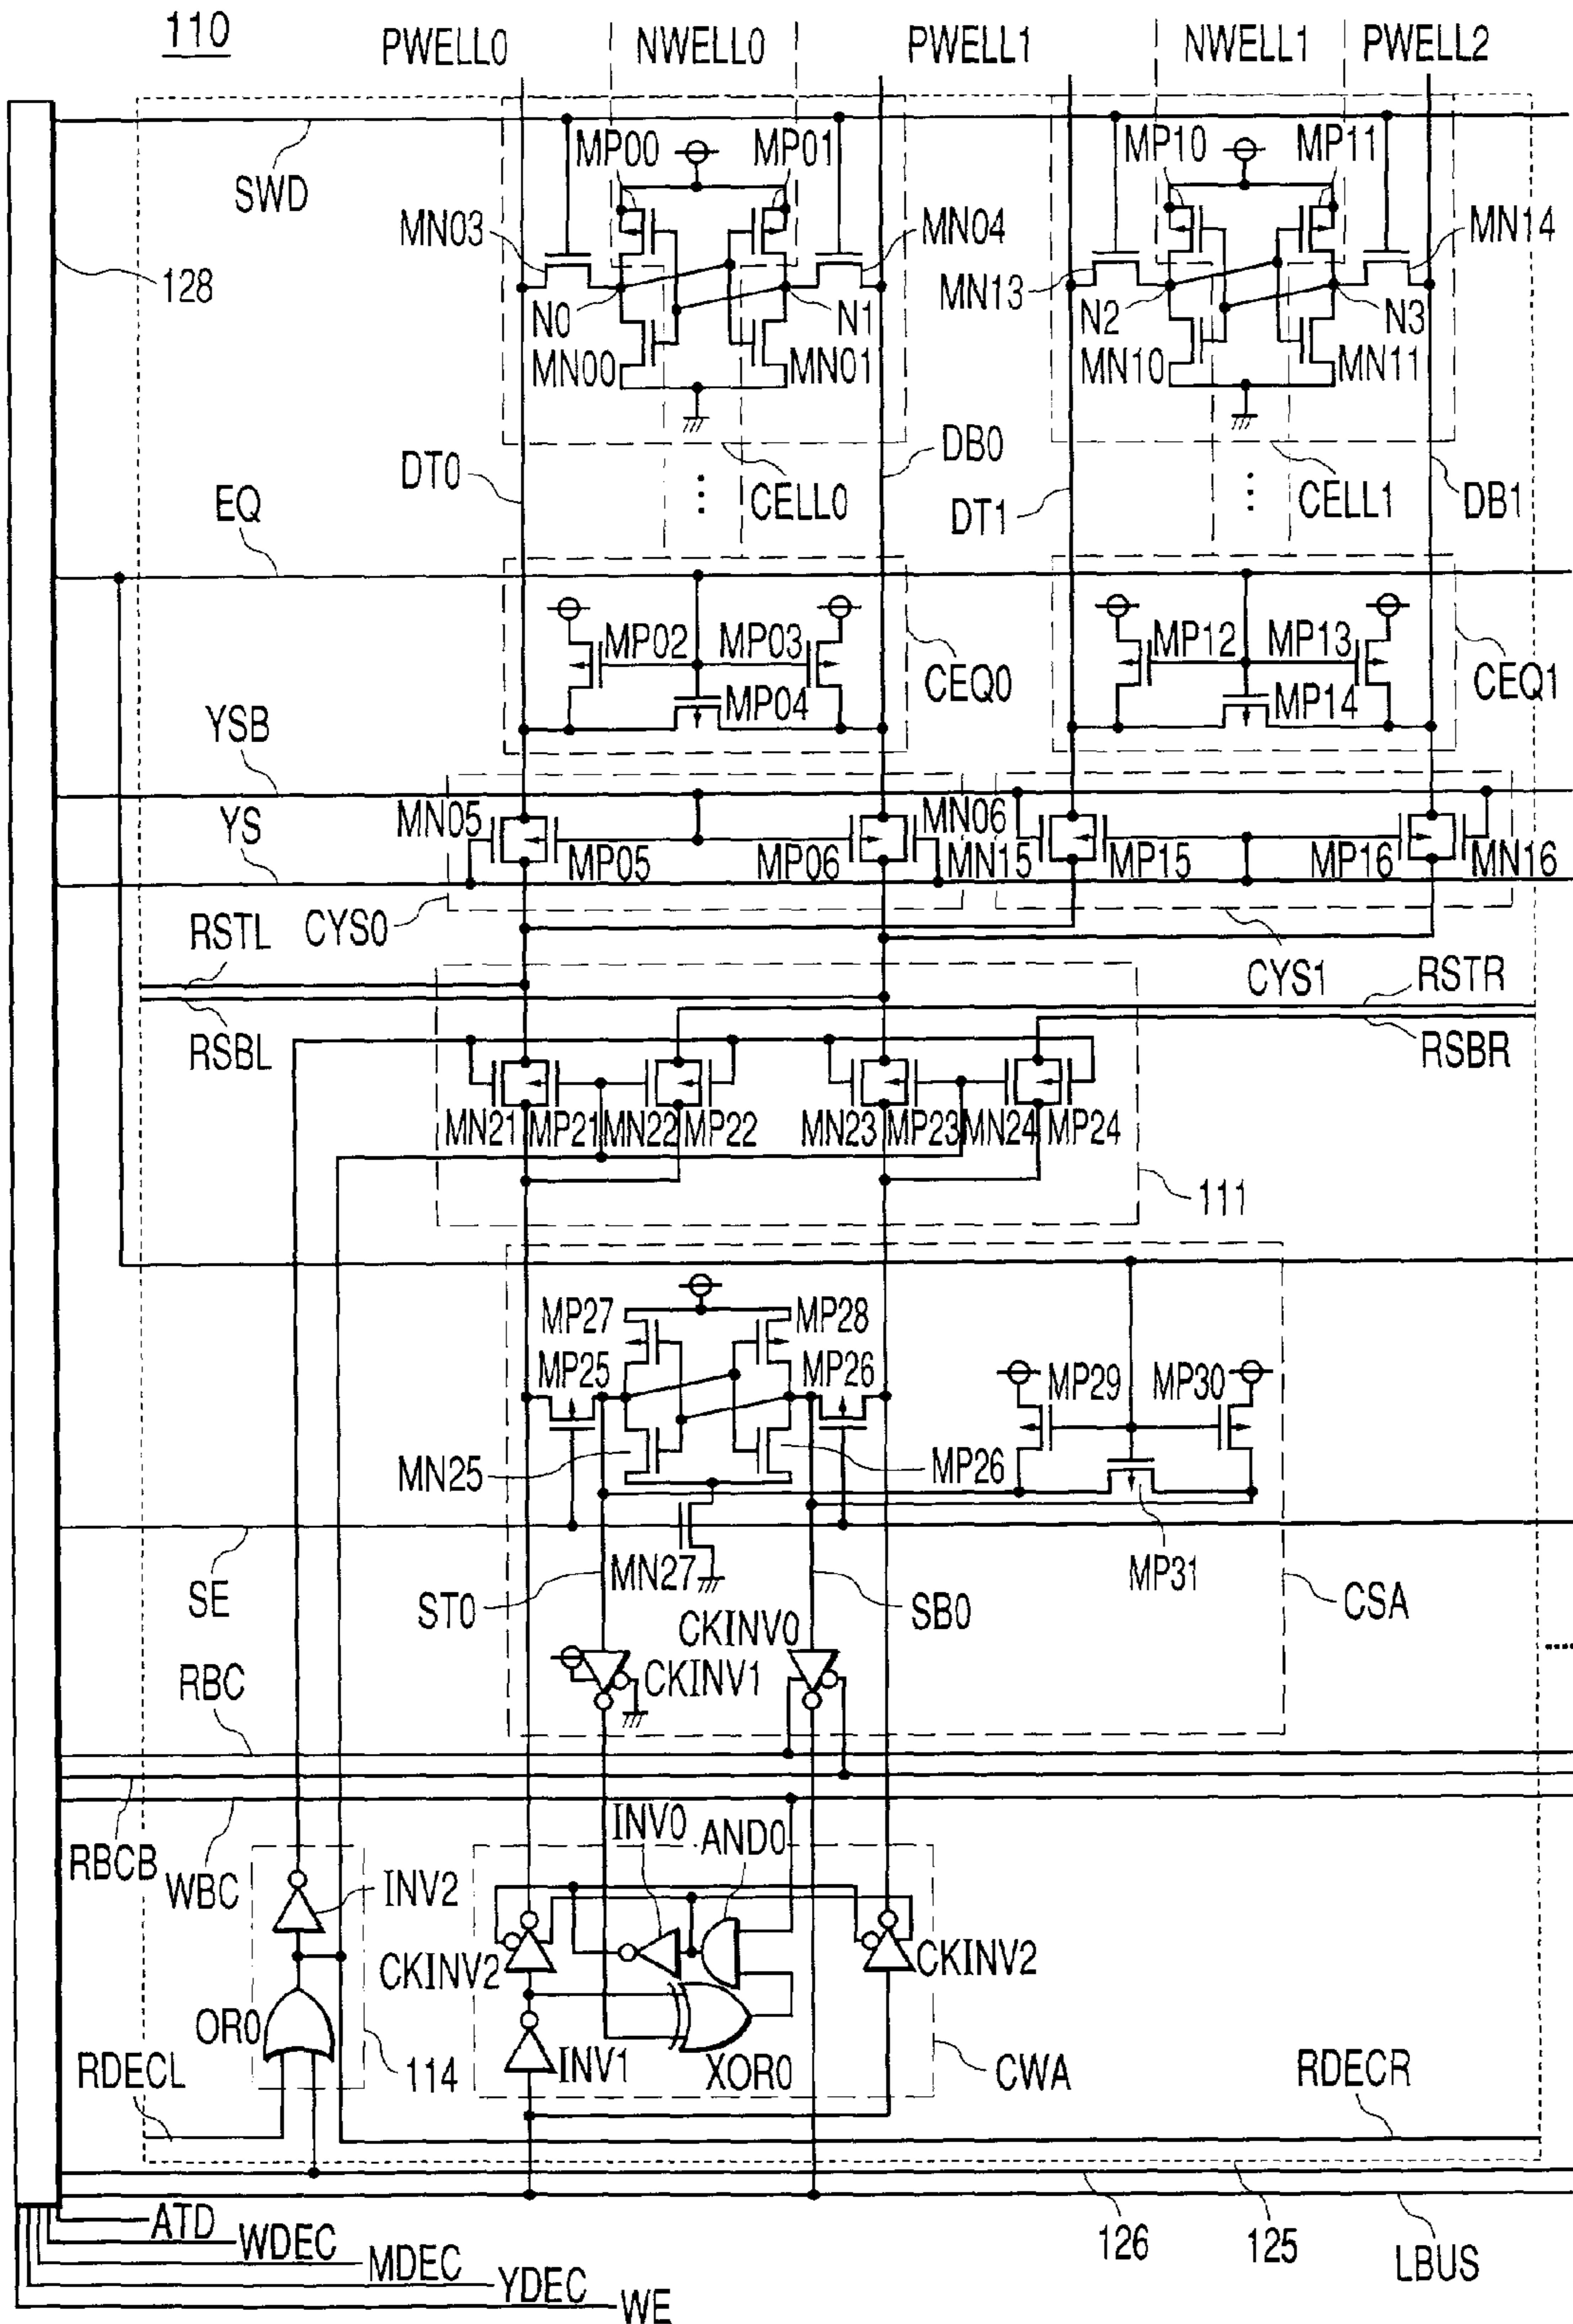 110
PWELL0 NWELL0 PWELL1 NWELL1 PWELL2
MP00 MP01 MP10 MP11
SWD
MN03 MN04 MN14
128
MN13
N0 N1 N2 N3
MN00 MN01 MN10 MN11
DT0 DB0
CELL0 DT1 CELL1 DB1
EQ
MP02 MP03 MP12 MP13
CEQ0 CEQ1
MP04 MP14
YSB
MN05 MN06
YS
MP05 MP06 MN15 MP15 MP16 MN16
RSTL CYS0
CYS1 RSTR
RSBL RSBR
MN21 MP21 MN22 MP22 MN23 MP23 MN24 MP24
111
MP27 MP28
MP25 MP26 MP29 MP30
MN25 MP26
MN27 MP31
SE ST0 SB0 CSA
CKINV0
RBC CKINV1
INV0 AND0
RBCB WBC INV2
CKINV2 CKINV2
OR0
RDECL 114 INV1 XOR0 CWA RDECR
ATD 126 125 LBUS
WDEC
MDEC
YDEC
WE